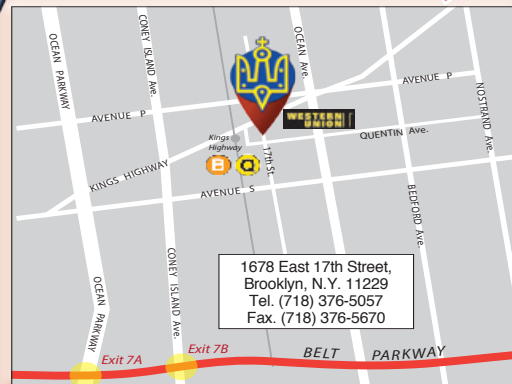 OCEAN PARKWAY
CONEY ISLAND Ave.
OCEAN Ave.
AVENUE P
NOSTRAND Ave.
AVENUE P
WESTERN
UNION
QUENTIN Ave.
Kings
Highway
17th St.
KINGS HIGHWAY
B
Q
AVENUE S
BEDFORD Ave.
CONEY ISLAND Ave.
OCEAN PARKWAY
1678 East 17th Street,
Brooklyn, N.Y. 11229
Tel. (718) 376-5057
Fax. (718) 376-5670
Exit 7A
Exit 7B
BELT PARKWAY